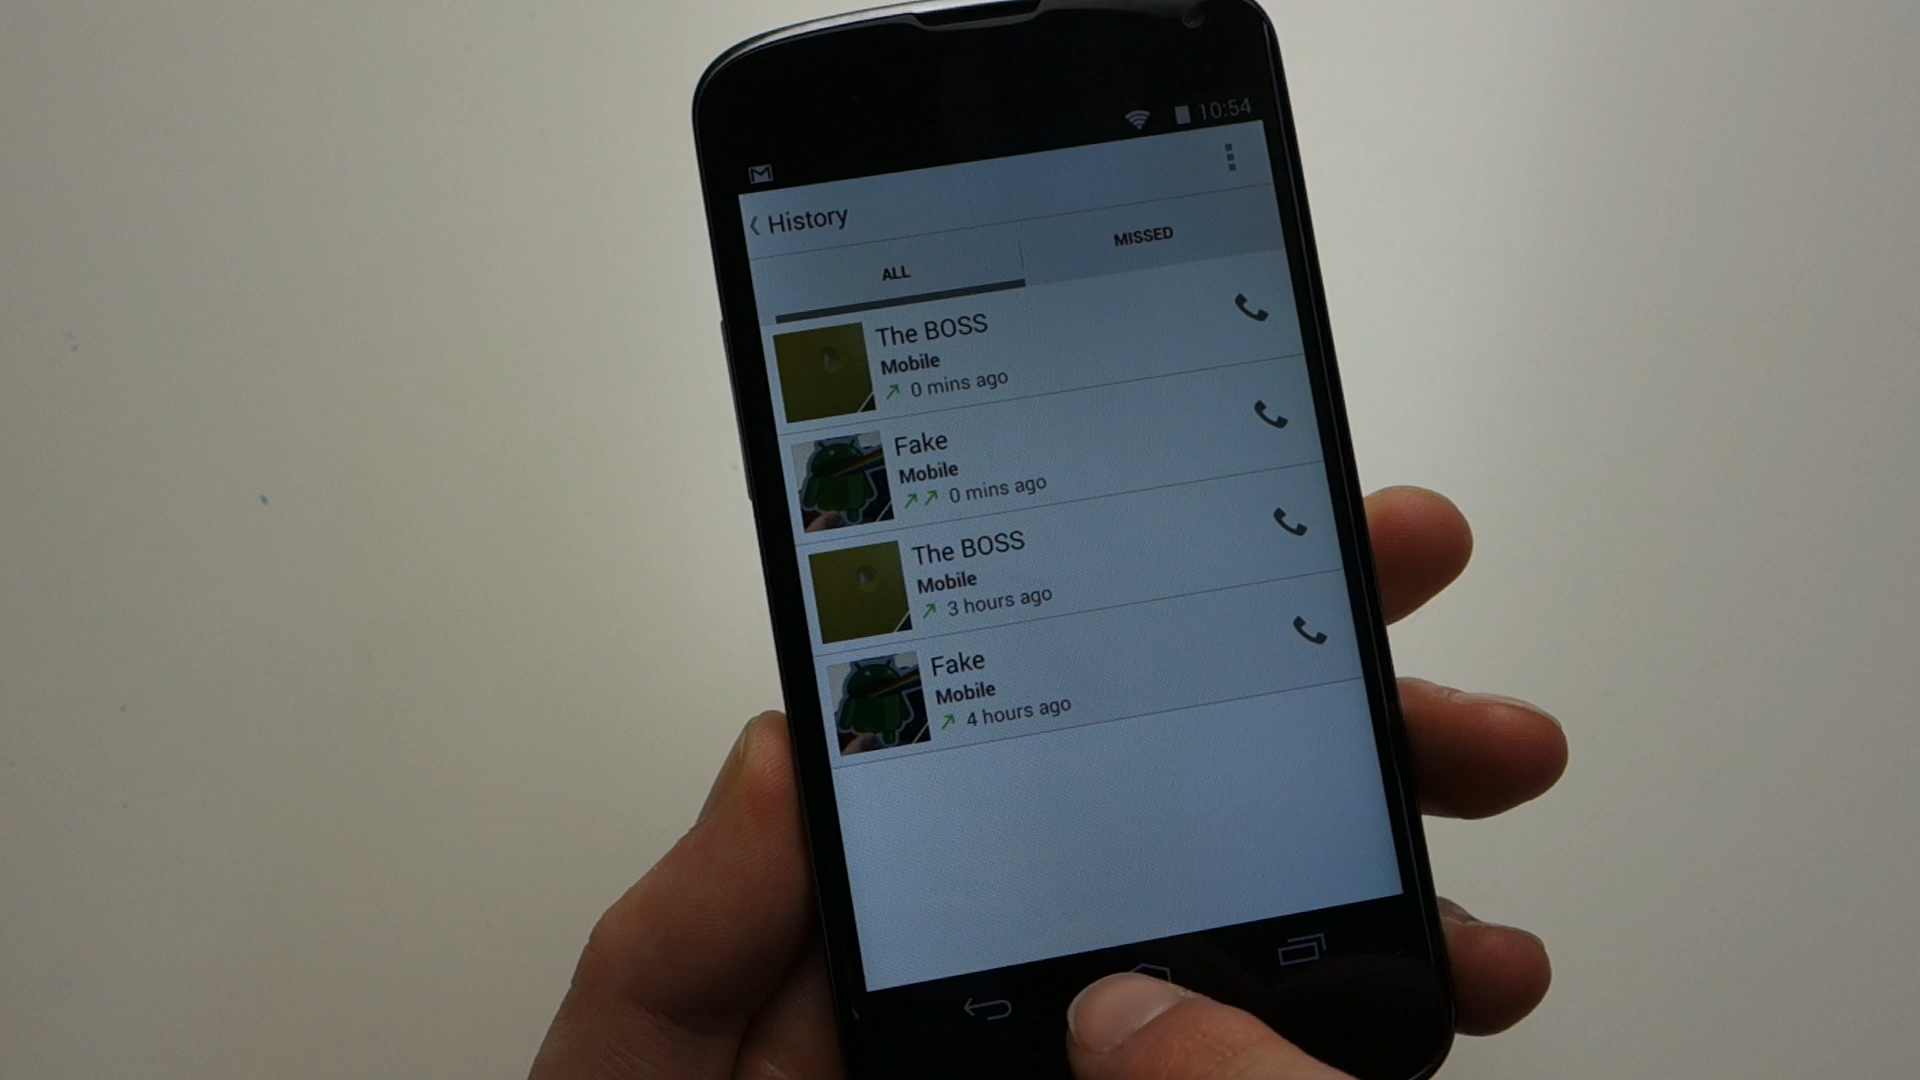 10:54
History
ALL
MISSED
The BOSS
Mobile
0 mins ago
Fake
Mobile
0 mins ago
The BOSS
Mobile
3 hours ago
Fake
Mobile
4 hours ago